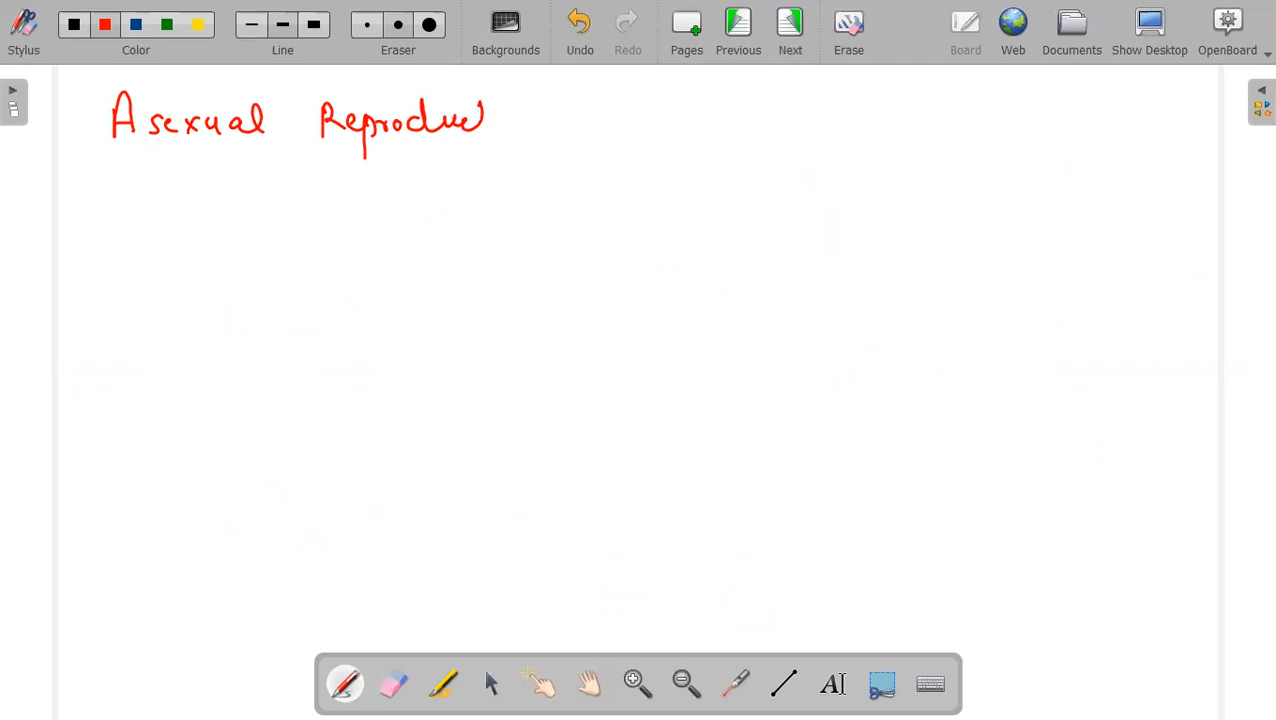 Stylus
Color
Line
Eraser
Backgrounds
Undo
Redo
Pages
Previous
Next
Erase
Board
Web
Documents
Show Desktop
OpenBoard
Asexual Reproduc
A